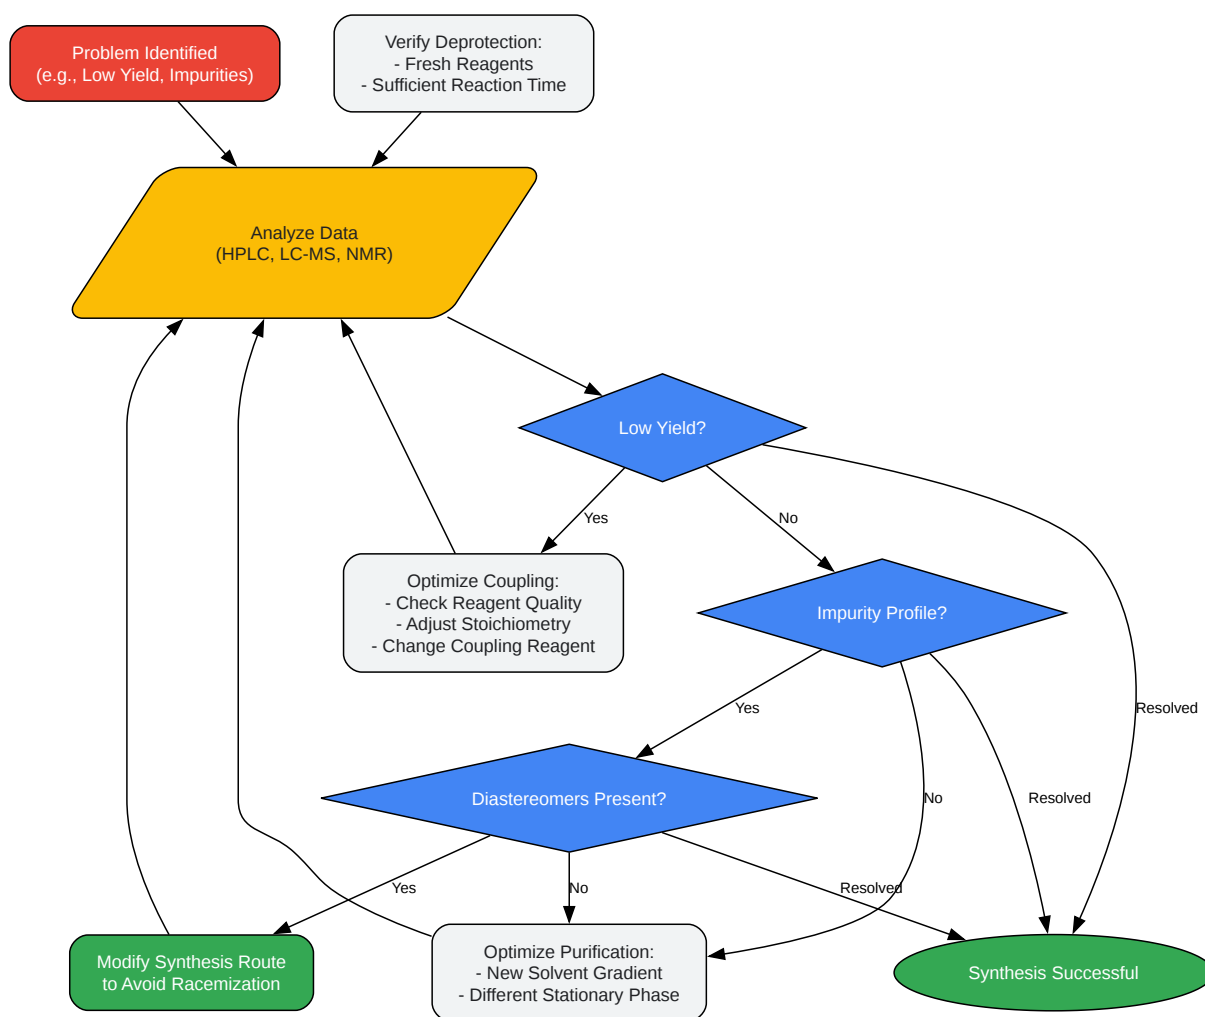 Problem Identified
(e.g., Low Yield, Impurities)
Verify Deprotection:
- Fresh Reagents
- Sufficient Reaction Time
Analyze Data
(HPLC, LC-MS, NMR)
Low Yield?
Yes
No
Optimize Coupling:
- Check Reagent Quality
- Adjust Stoichiometry
- Change Coupling Reagent
Impurity Profile?
Yes
Resolved
Diastereomers Present?
No
Resolved
Yes
No
Resolved
Modify Synthesis Route
to Avoid Racemization
Optimize Purification:
- New Solvent Gradient
- Different Stationary Phase
Synthesis Successful